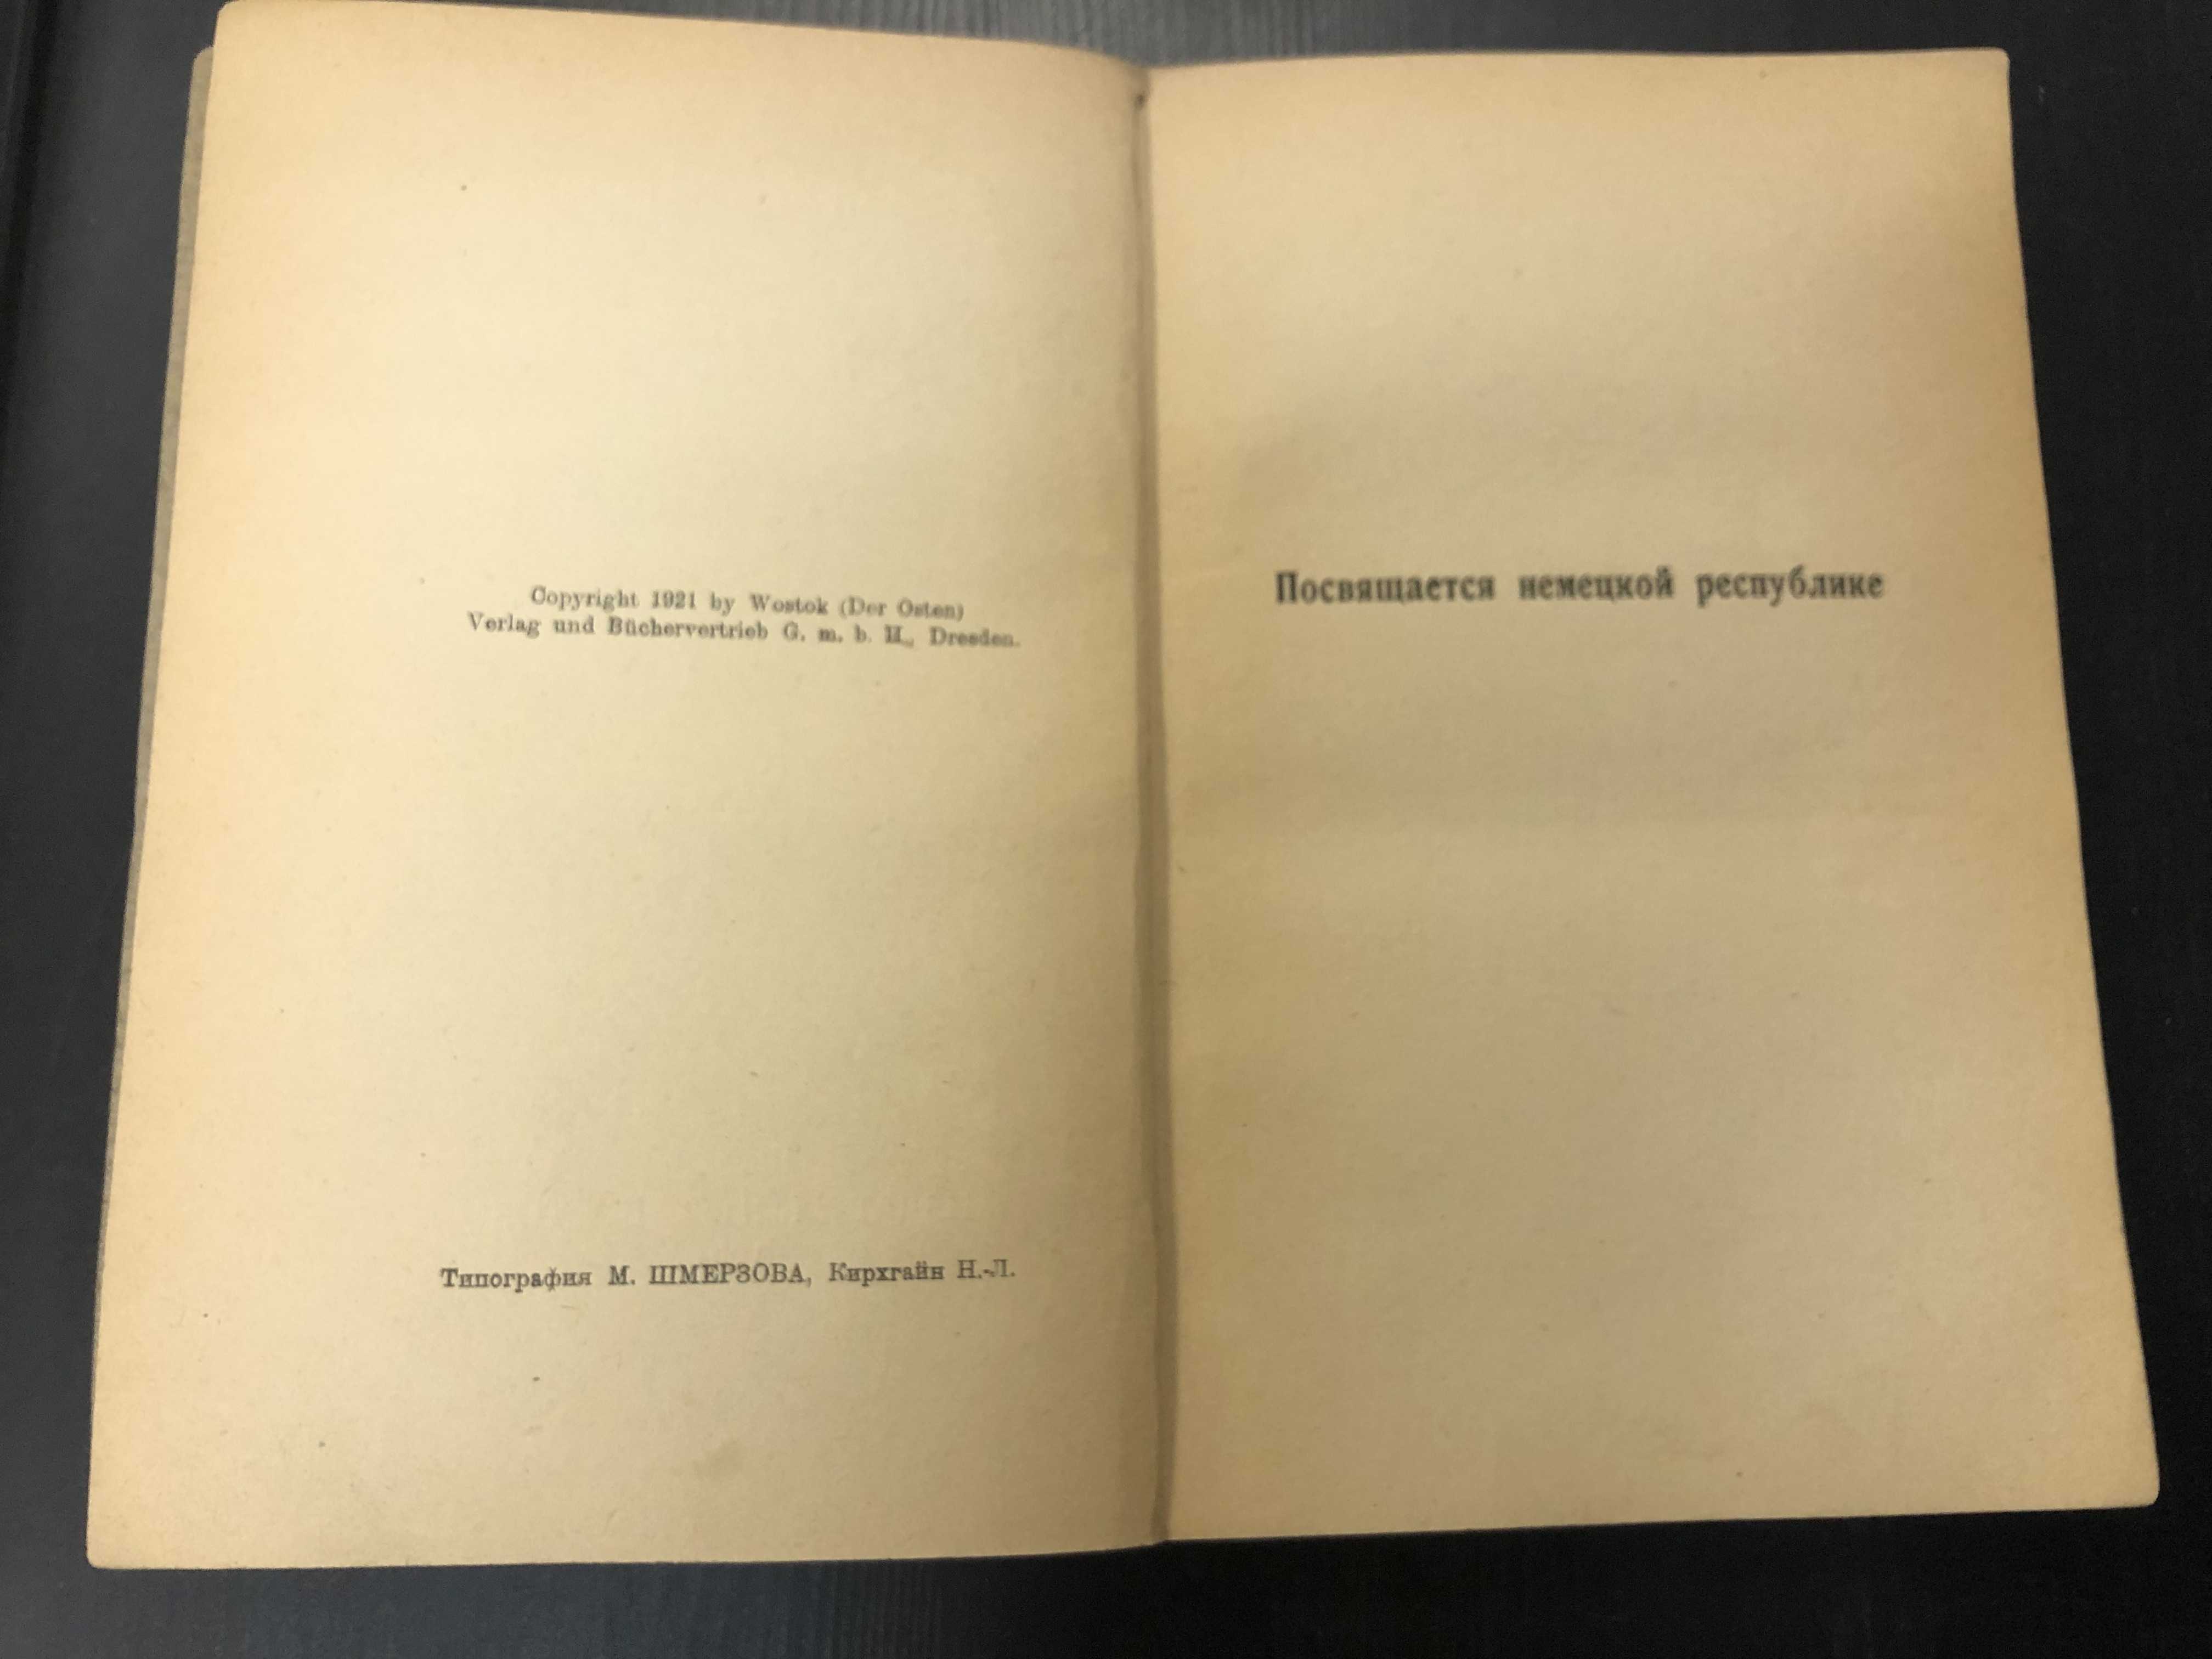 Copyright 1921 by Wostok (Der Osten)
Verlag und Büchervertrieb G. m. b. H., Dresden.
Типография М. ШМЕРЗОВА, Кирхгайн Н.-Л.
Посвящается немецкой республике